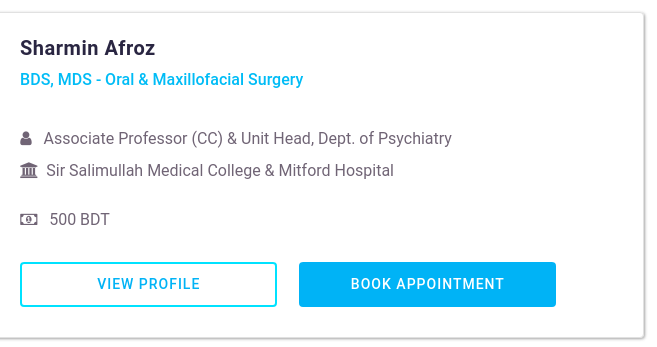 Sharmin Afroz
BDS, MDS - Oral & Maxillofacial Surgery
Associate Professor (CC) & Unit Head, Dept. of Psychiatry
Sir Salimullah Medical College & Mitford Hospital
500 BDT
VIEW PROFILE
BOOK APPOINTMENT